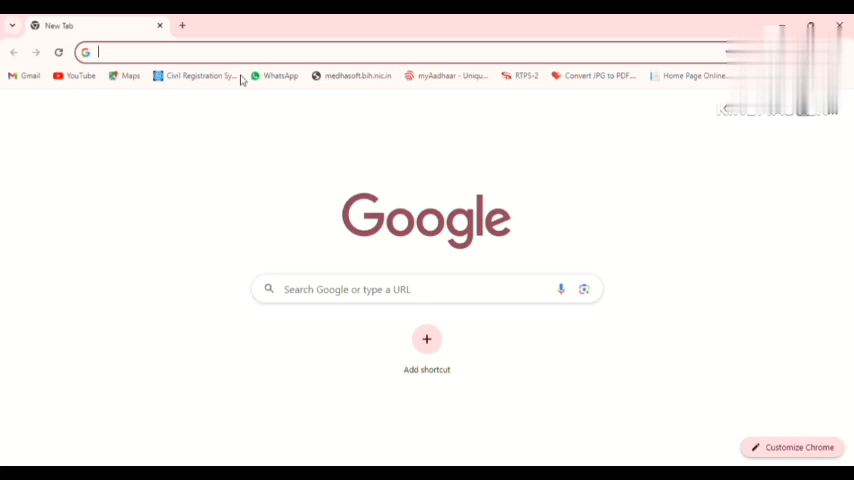 New Tab
Gmail YouTube Maps Civil Registration Sy... WhatsApp medhasoft.bih.nic.in myAadhaar - Uniqu... RTPS-2 Convert JPG to PDF... Home Page Online...
Google
Search Google or type a URL
Add shortcut
Customize Chrome